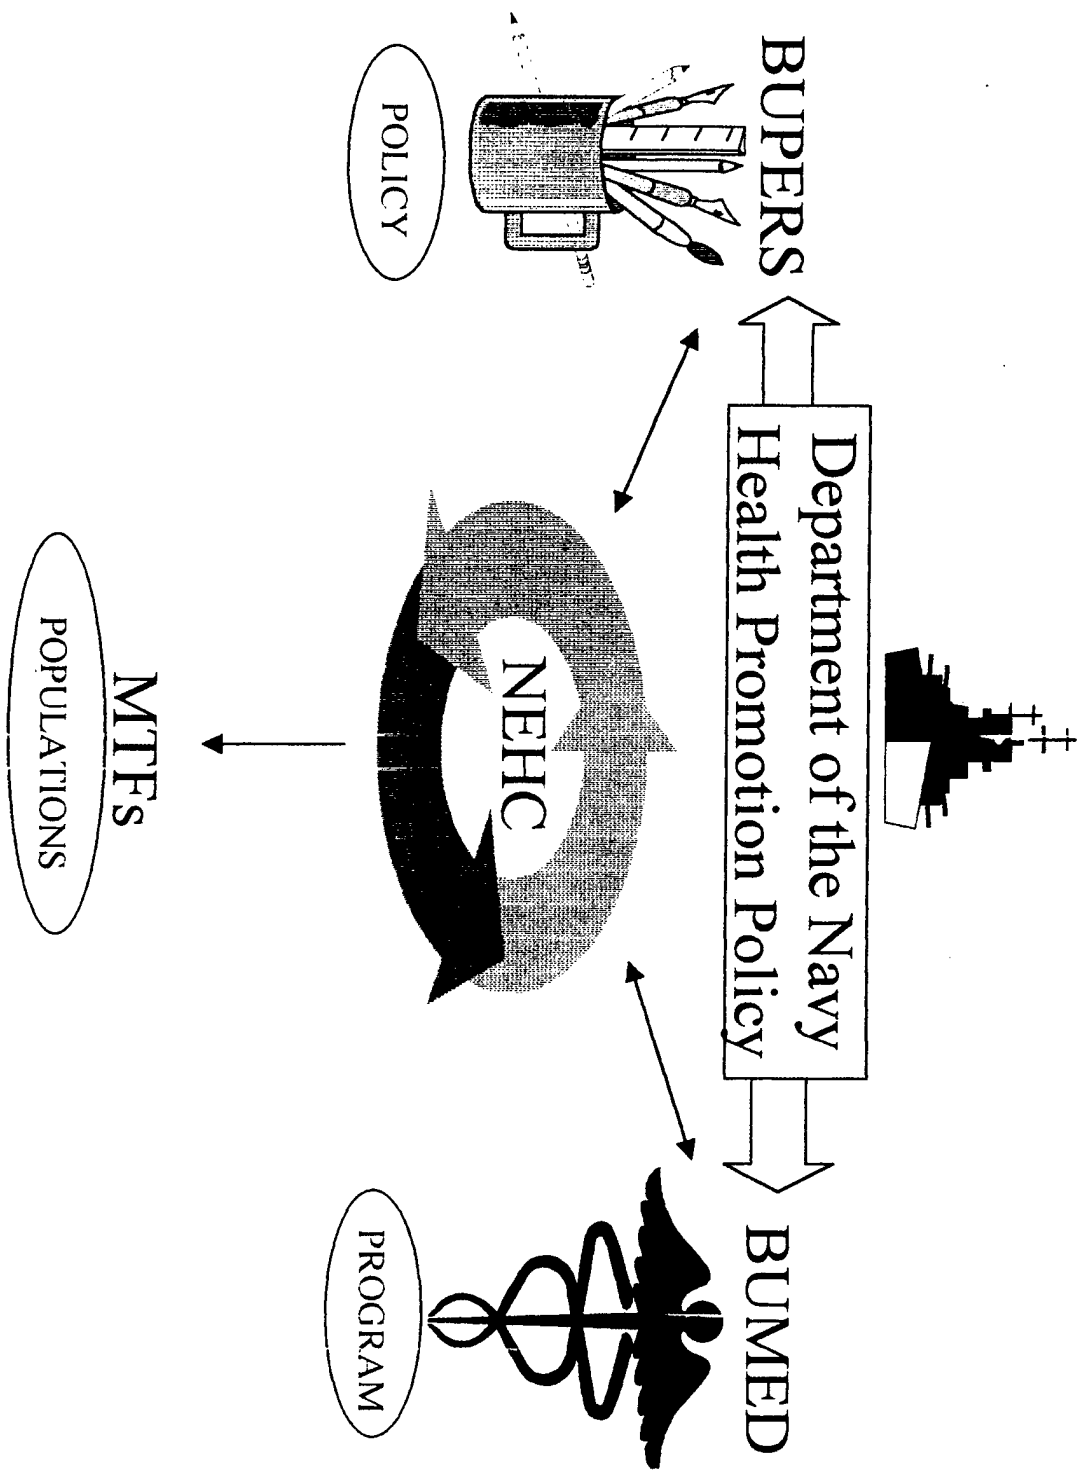 Department of the Navy
Health Promotion Policy
BUPERS
BUMED
POLICY
NEHC
PROGRAM
MTFs
POPULATIONS